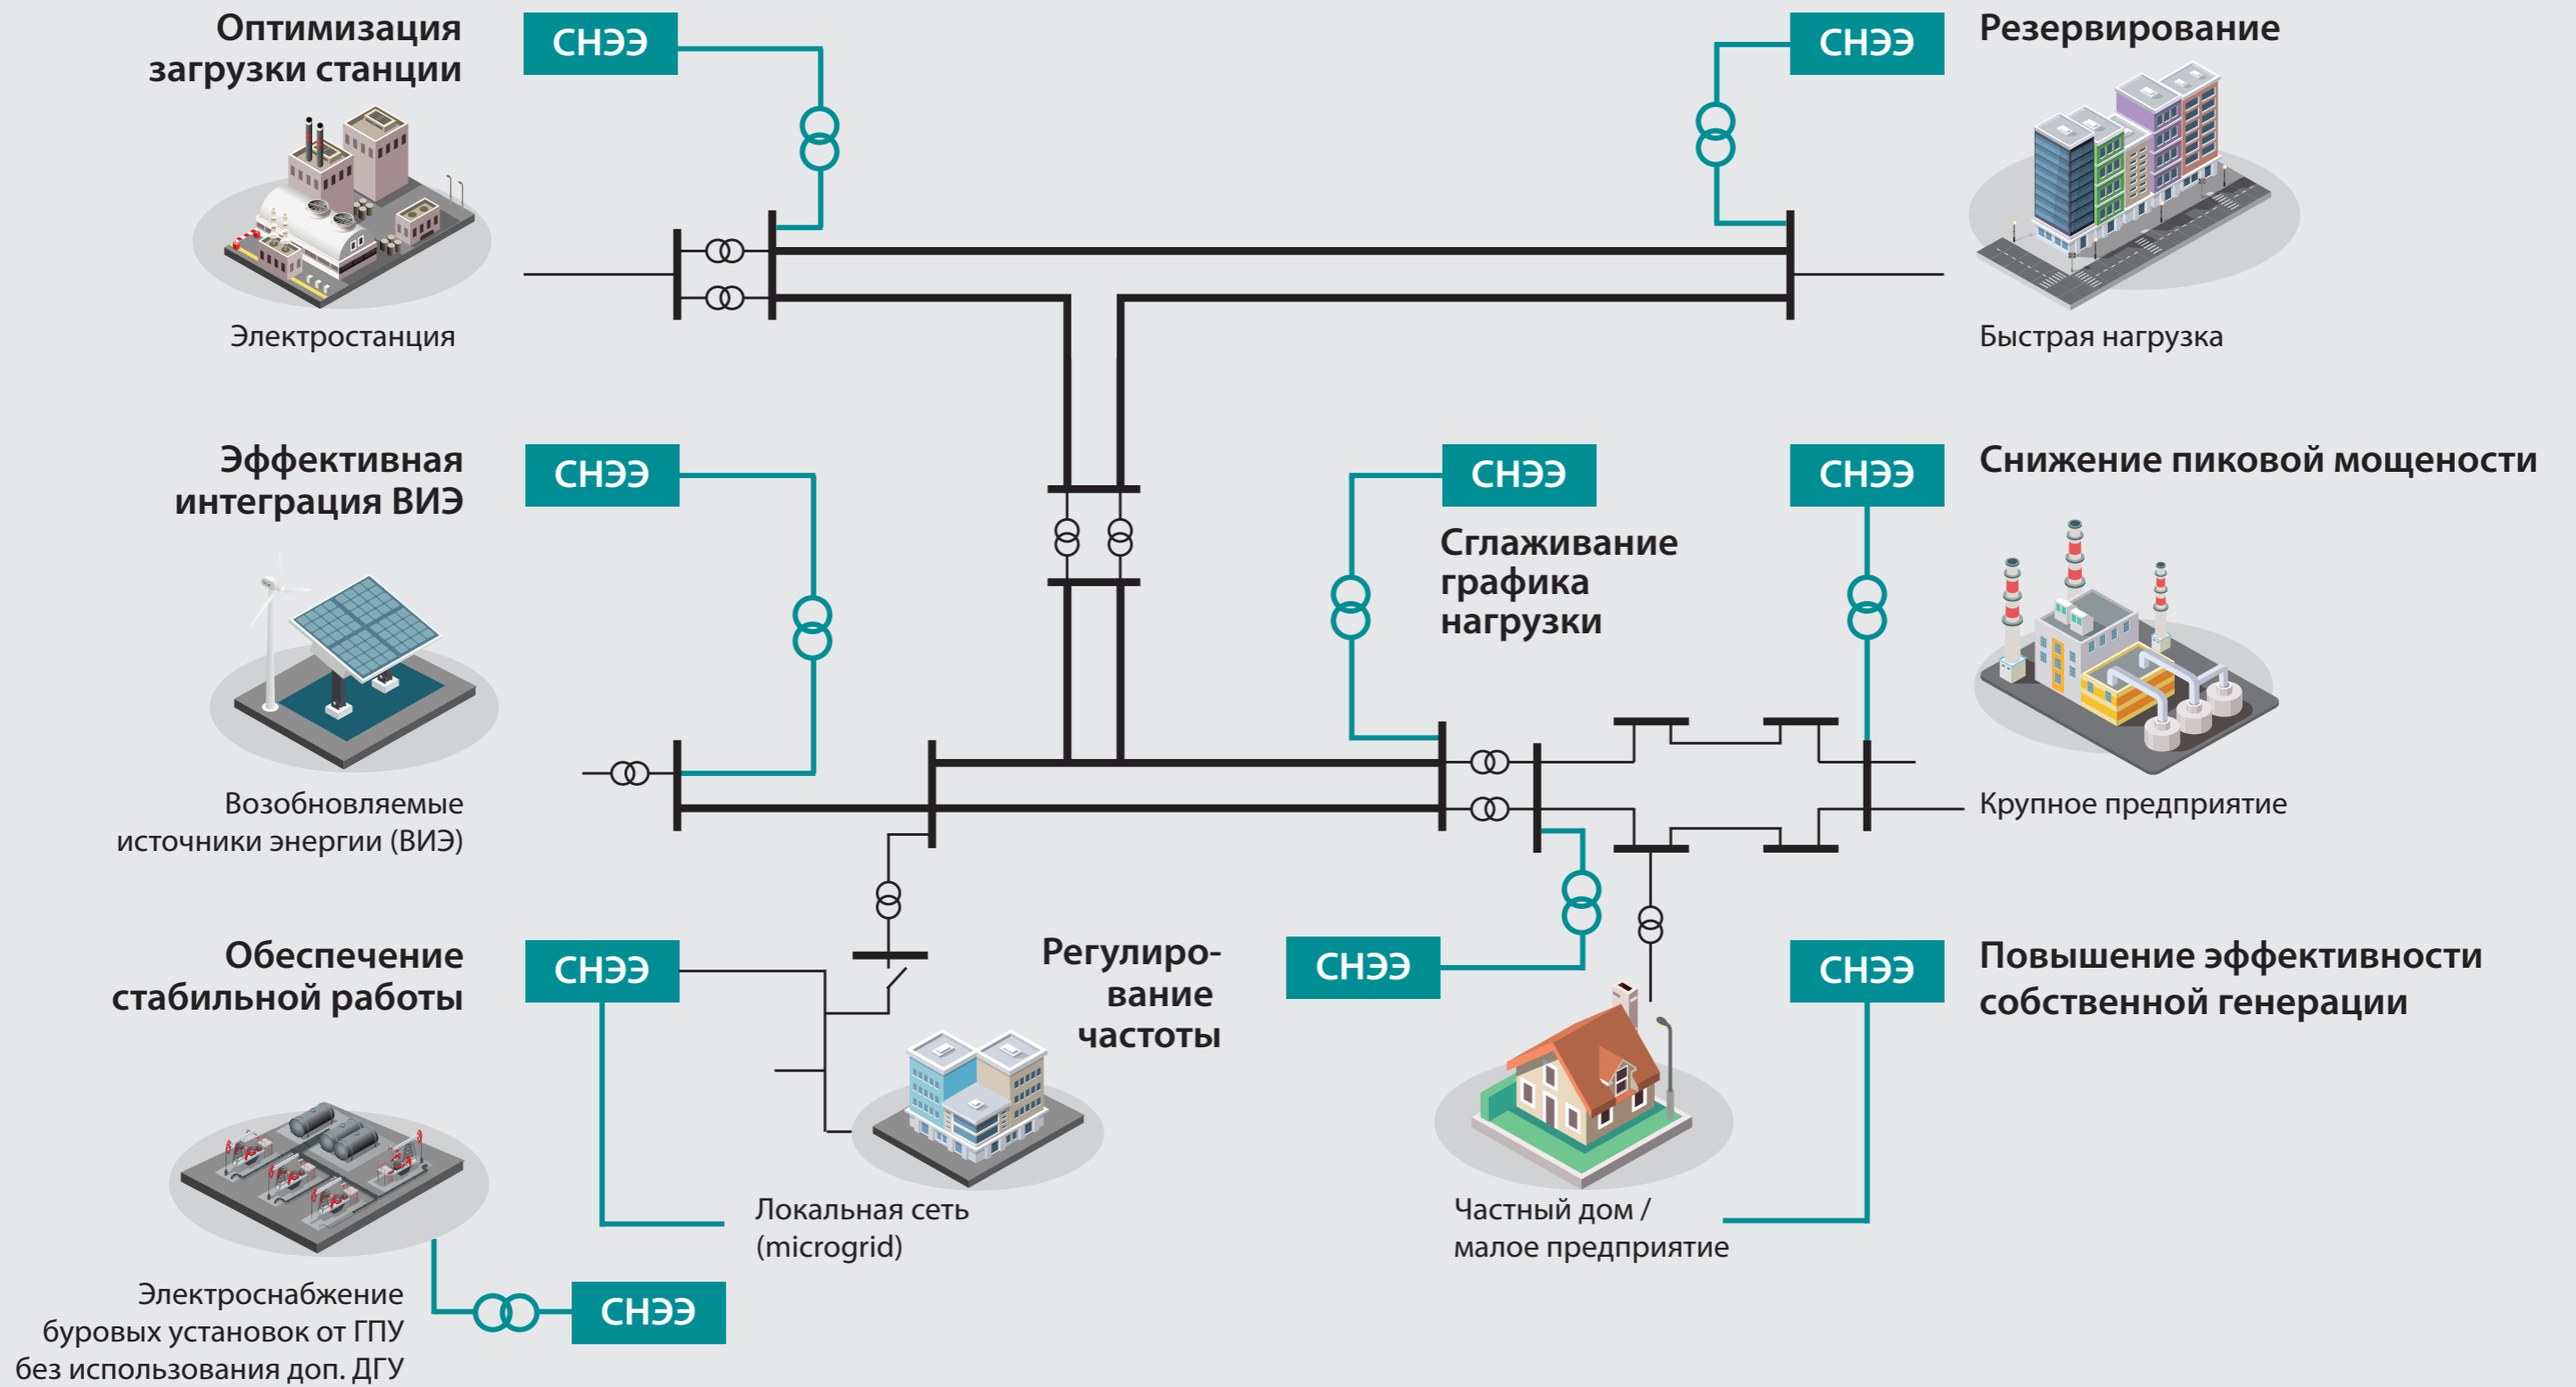 Оптимизация
загрузки станции
СНЭЭ
Электростанция
СНЭЭ
Резервирование
Быстрая нагрузка
Эффективная
интеграция ВИЭ
СНЭЭ
Возобновляемые
источники энергии (ВИЭ)
СНЭЭ
Сглаживание
графика
нагрузки
СНЭЭ
Снижение пиковой мощености
Крупное предприятие
Обеспечение
стабильной работы
СНЭЭ
Локальная сеть
(microgrid)
Электроснабжение
буровых установок от ГПУ
без использования доп. ДГУ
СНЭЭ
Регулиро-
вание
частоты
СНЭЭ
Частный дом /
малое предприятие
СНЭЭ
Повышение эффективности
собственной генерации